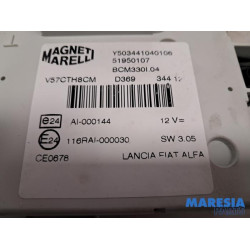 MAGNETI MARELLI
Y503441040106
51950107
BCM330I.04
V57CTH8CM D369 344 12
e24 AI-000144 12 V=
E24 116RAI-000030 SW 3.05
CE0678 LANCIA FIAT ALFA
MARESIA